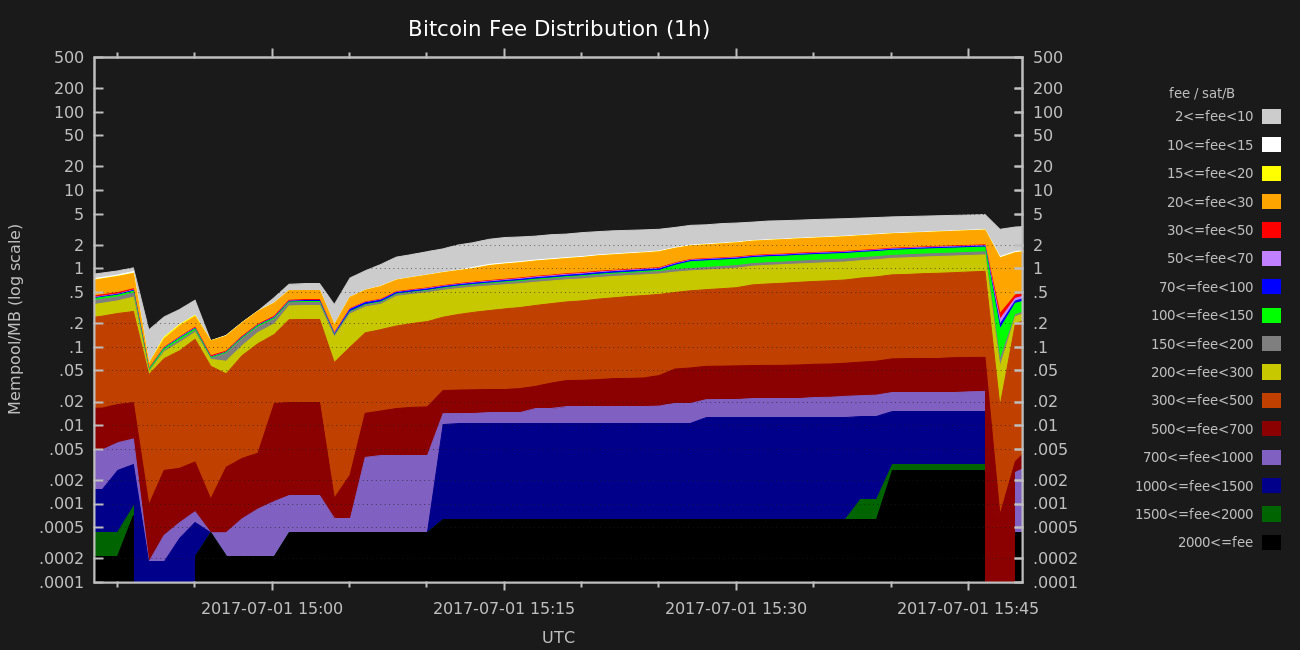 Bitcoin Fee Distribution (1h)
500
200
100
50
20
10
5
2
1
.5
.2
.1
.05
.02
.01
.005
.002
.001
.0005
.0002
.0001
Mempool/MB (log scale)
500
200
100
50
20
10
5
2
1
.5
.2
.1
.05
.02
.01
.005
.002
.001
.0005
.0002
.0001
2017-07-01 15:00
2017-07-01 15:15
2017-07-01 15:30
2017-07-01 15:45
UTC
fee / sat/B
2<=fee<10
10<=fee<15
15<=fee<20
20<=fee<30
30<=fee<50
50<=fee<70
70<=fee<100
100<=fee<150
150<=fee<200
200<=fee<300
300<=fee<500
500<=fee<700
700<=fee<1000
1000<=fee<1500
1500<=fee<2000
2000<=fee